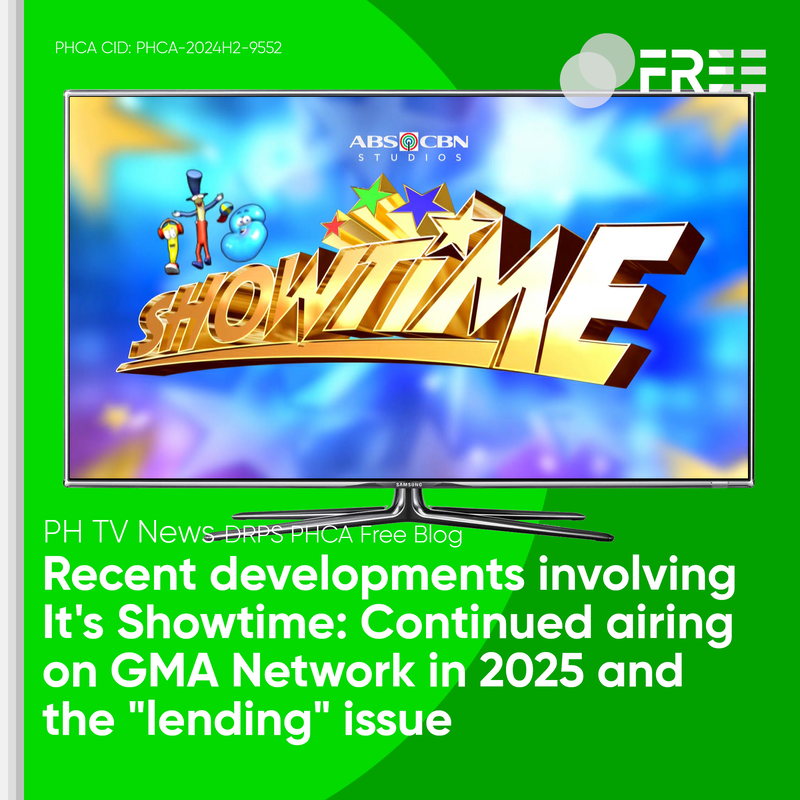 PHCA CID: PHCA-2024H2-9552
FREE
ABS CBN
STUDIOS
it's
SHOWTiME
SAMSUNG
PH TV News DRPS PHCA Free Blog
Recent developments involving
It's Showtime: Continued airing
on GMA Network in 2025 and
the "lending" issue